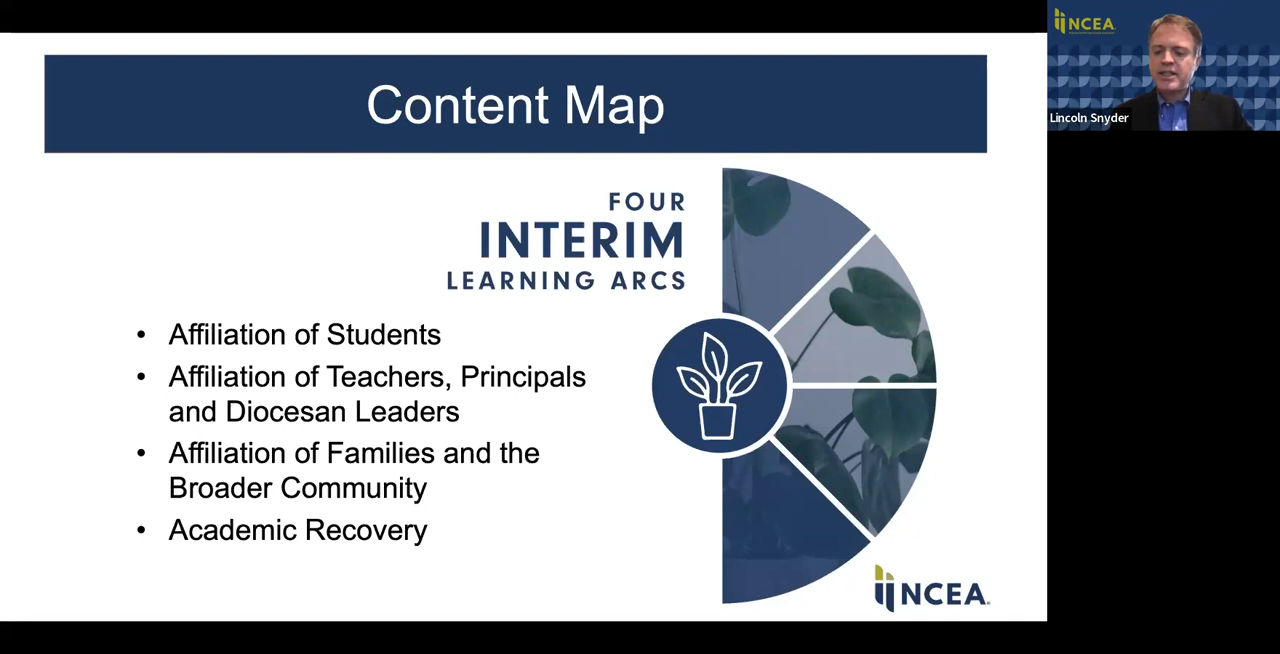 Content Map
FOUR
INTERIM
LEARNING ARCS
• Affiliation of Students
• Affiliation of Teachers, Principals
and Diocesan Leaders
• Affiliation of Families and the
Broader Community
• Academic Recovery
NCEA
NCEA
Lincoln Snyder